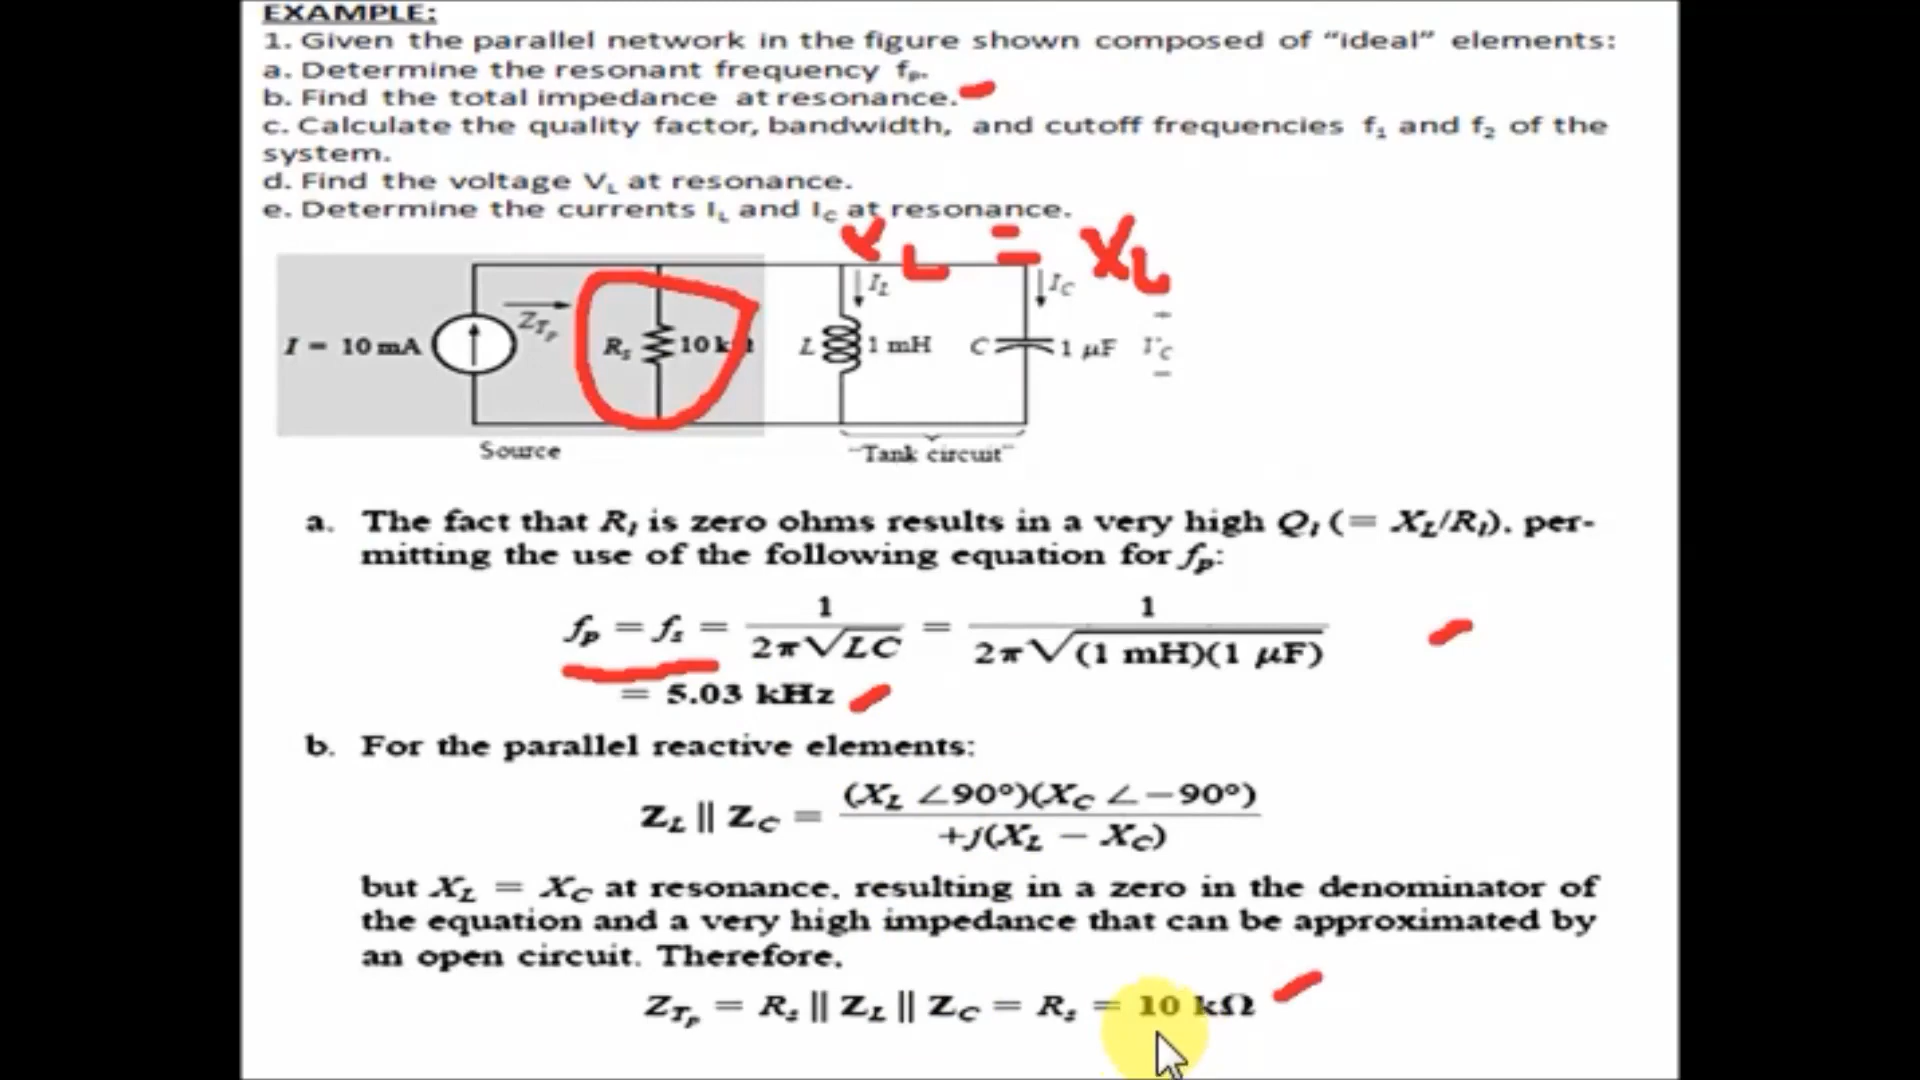 EXAMPLE:
1. Given the parallel network in the figure shown composed of “ideal” elements:
a. Determine the resonant frequency fₚ.
b. Find the total impedance at resonance.
c. Calculate the quality factor, bandwidth, and cutoff frequencies f₁ and f₂ of the
system.
d. Find the voltage V_L at resonance.
e. Determine the currents I_L and I_C at resonance.
X_L = X_L
I = 10 mA
Z_Tp
R_s 10 kΩ
I_L
L 1 mH
I_C
C 1 μF
+
V_C
−
Source
"Tank circuit"
a. The fact that R_l is zero ohms results in a very high Q_l (= X_L/R_l), per-
mitting the use of the following equation for f_p:
f_p = f_s = 1 / 2π√LC = 1 / 2π√(1 mH)(1 μF)
= 5.03 kHz
b. For the parallel reactive elements:
Z_L || Z_C = (X_L ∠90°)(X_C ∠−90°) / +j(X_L − X_C)
but X_L = X_C at resonance, resulting in a zero in the denominator of
the equation and a very high impedance that can be approximated by
an open circuit. Therefore,
Z_Tp = R_s || Z_L || Z_C = R_s = 10 kΩ